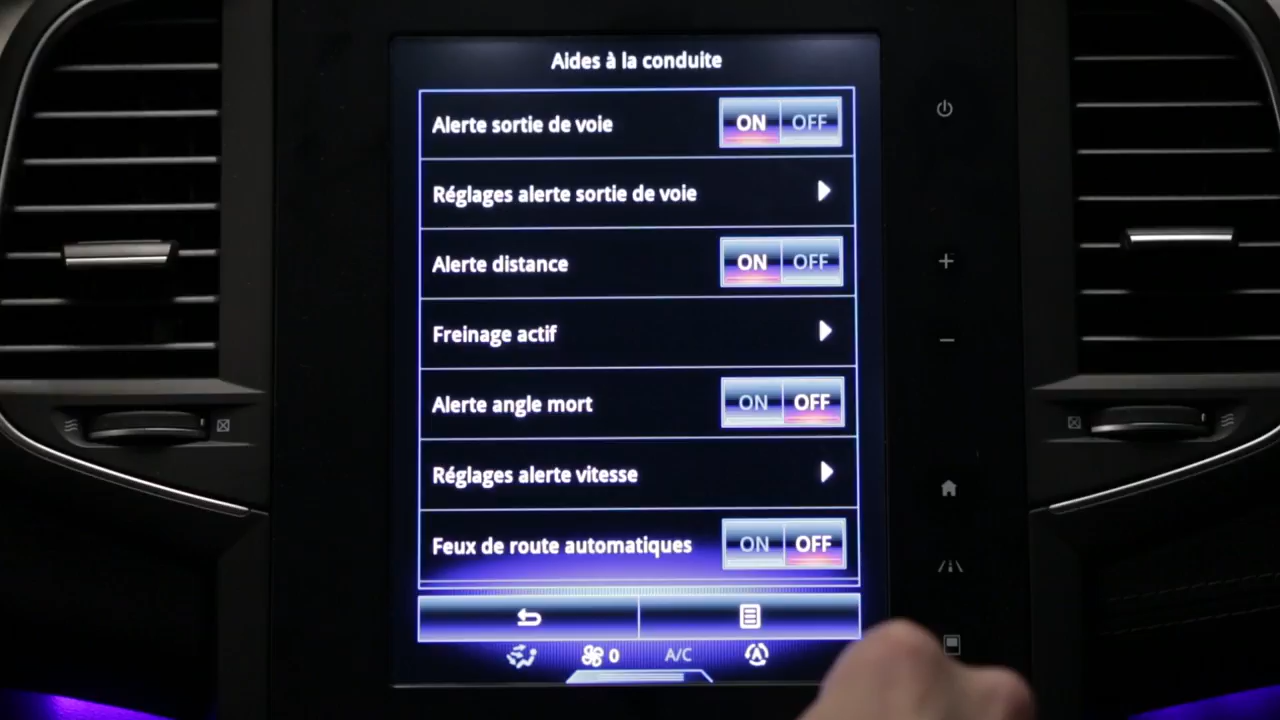 Aides à la conduite
Alerte sortie de voie ON OFF
Réglages alerte sortie de voie
Alerte distance ON OFF
Freinage actif
Alerte angle mort ON OFF
Réglages alerte vitesse
Feux de route automatiques ON OFF
0 A/C